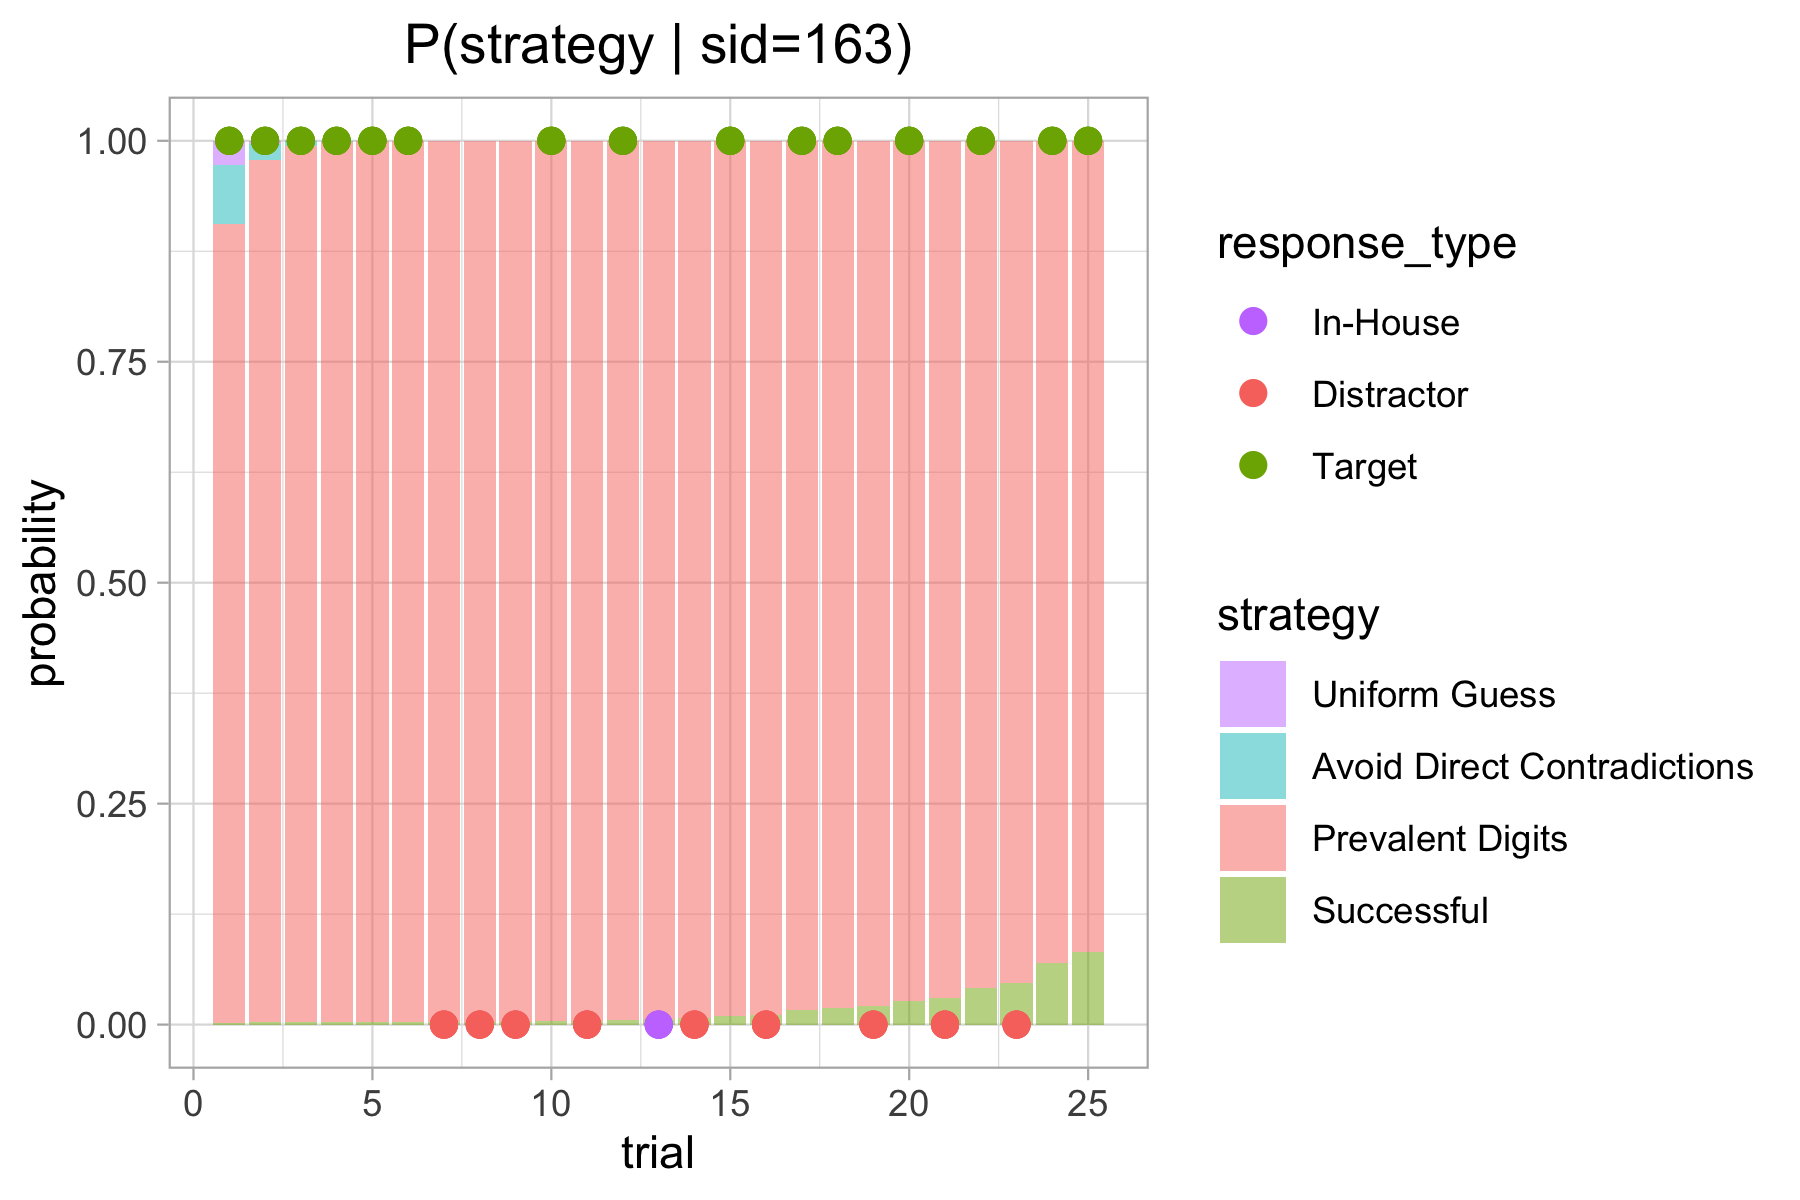 P(strategy | sid=163)
probability
1.00
0.75
0.50
0.25
0.00
0 5 10 15 20 25
trial
response_type
In-House
Distractor
Target
strategy
Uniform Guess
Avoid Direct Contradictions
Prevalent Digits
Successful